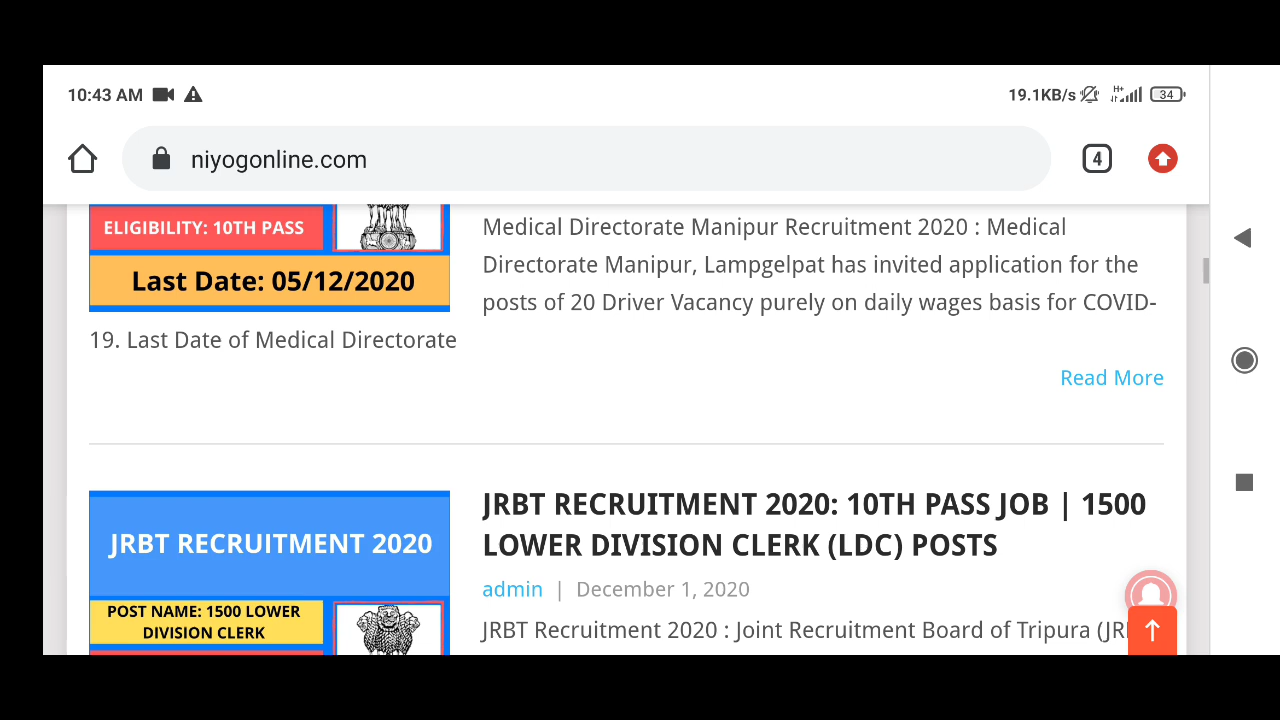 10:43 AM
19.1KB/s
H+
34
niyogonline.com
4
ELIGIBILITY: 10TH PASS
Last Date: 05/12/2020
Medical Directorate Manipur Recruitment 2020 : Medical
Directorate Manipur, Lampgelpat has invited application for the
posts of 20 Driver Vacancy purely on daily wages basis for COVID-
19. Last Date of Medical Directorate
Read More
JRBT RECRUITMENT 2020
POST NAME: 1500 LOWER
DIVISION CLERK
JRBT RECRUITMENT 2020: 10TH PASS JOB | 1500
LOWER DIVISION CLERK (LDC) POSTS
admin | December 1, 2020
JRBT Recruitment 2020 : Joint Recruitment Board of Tripura